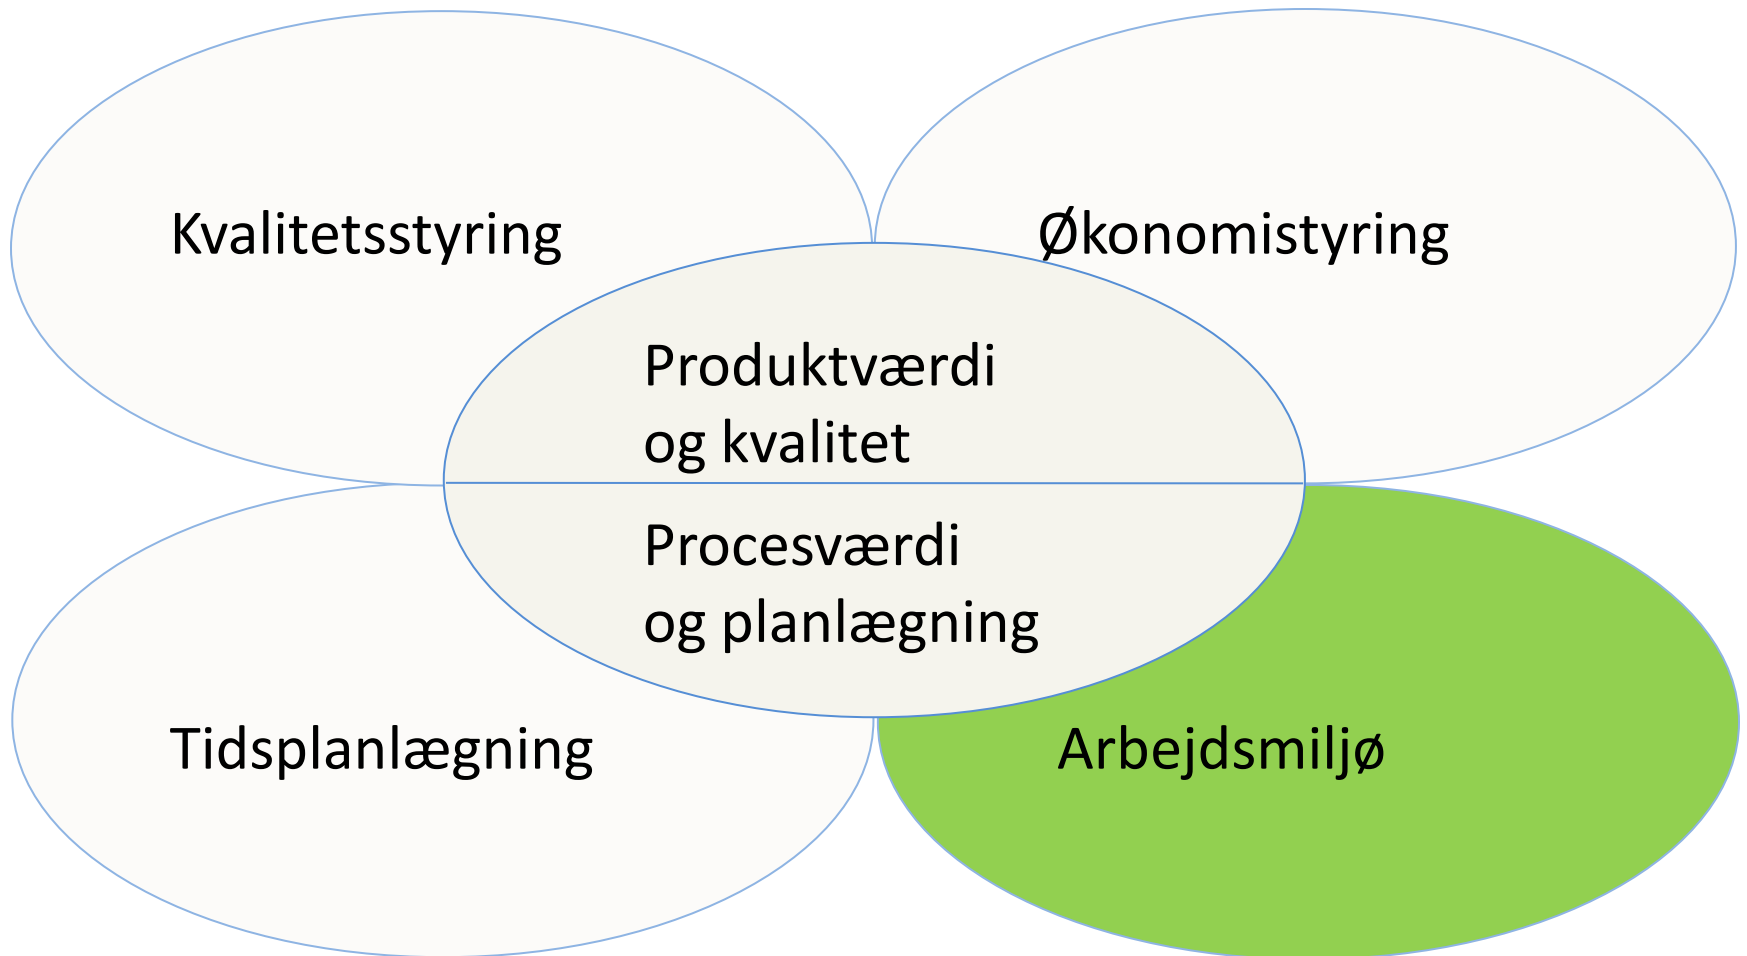 Kvalitetsstyring
Økonomistyring
Produktværdi
og kvalitet
Procesværdi
og planlægning
Tidsplanlægning
Arbejdsmiljø